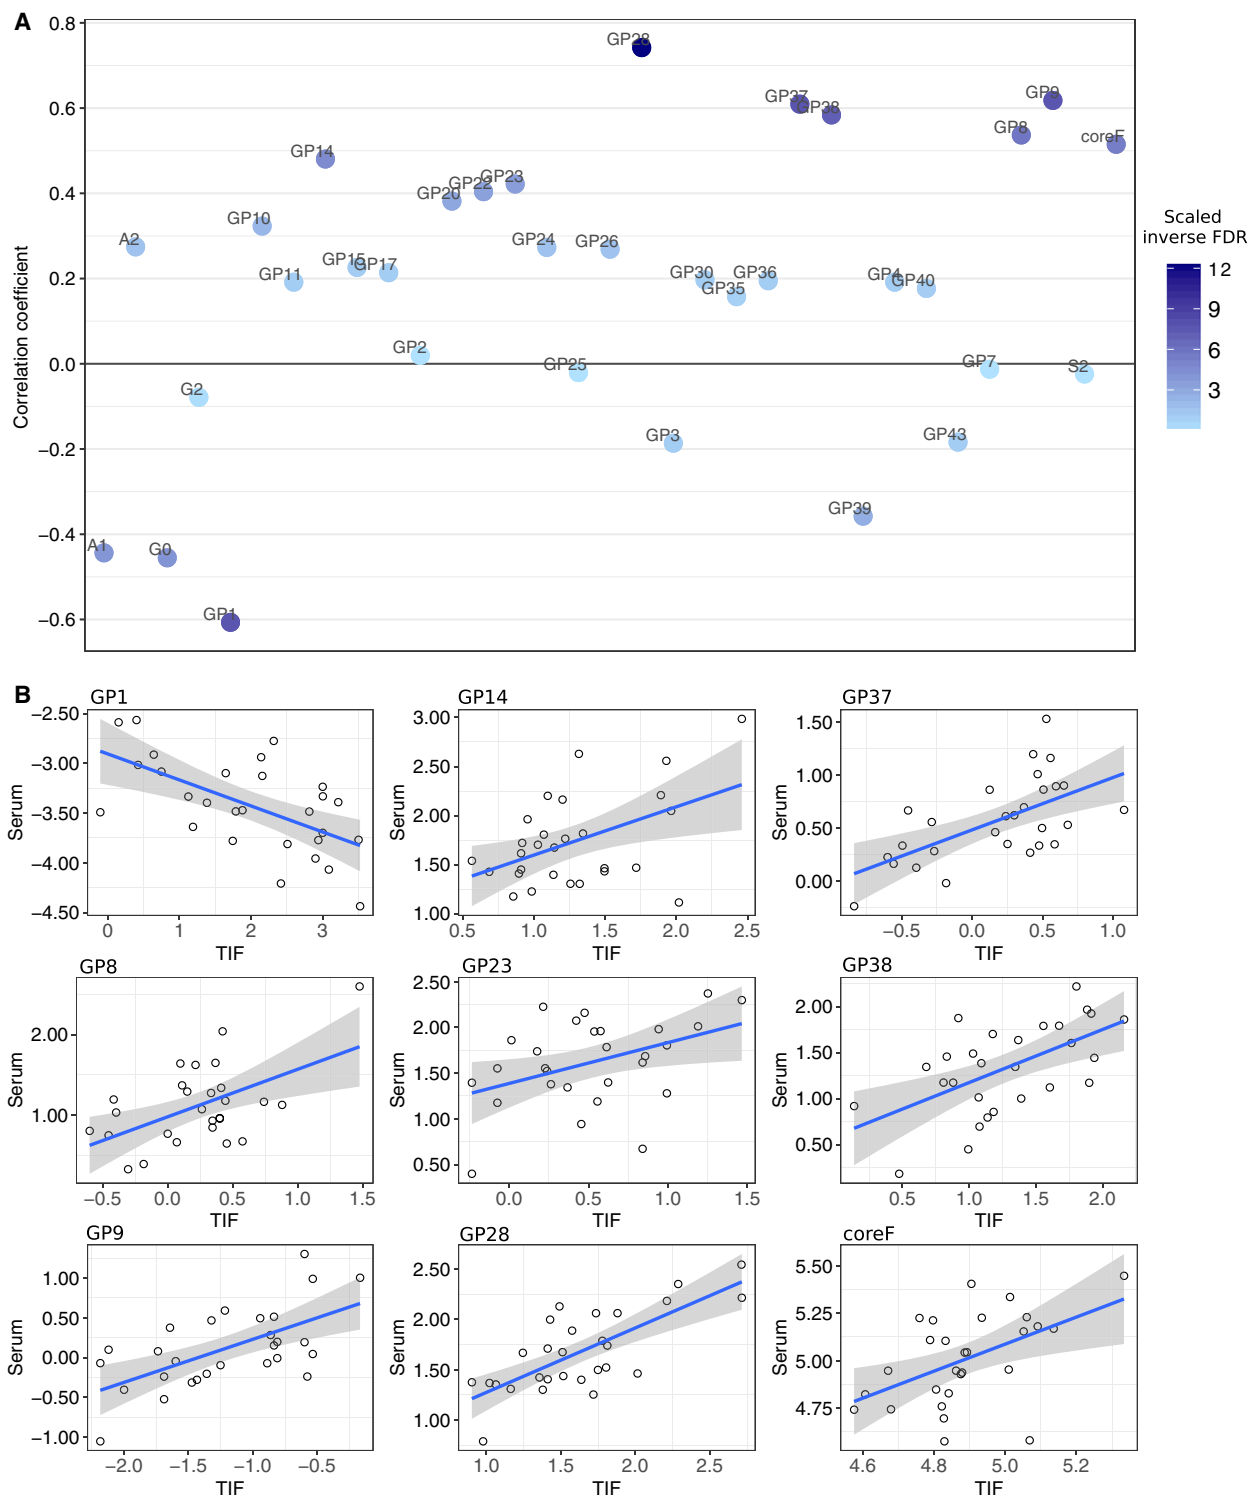 A
0.8
0.6
0.4
0.2
0.0
−0.2
−0.4
−0.6
Correlation coefficient
GP28
GP37
GP38
GP9
GP8
coreF
GP14
GP20
GP22
GP23
GP10
A2
GP11
GP15
GP17
GP24
GP26
GP30
GP35
GP36
GP4
GP40
GP2
GP25
GP7
S2
G2
GP3
GP43
GP39
A1
G0
GP1
Scaled
inverse FDR
12
9
6
3
B
GP1
Serum
−2.50
−3.00
−3.50
−4.00
−4.50
0 1 2 3
TIF
GP14
Serum
3.00
2.50
2.00
1.50
1.00
0.5 1.0 1.5 2.0 2.5
TIF
GP37
Serum
1.50
1.00
0.50
0.00
−0.5 0.0 0.5 1.0
TIF
GP8
Serum
2.00
1.00
−0.5 0.0 0.5 1.0 1.5
TIF
GP23
Serum
2.50
2.00
1.50
1.00
0.50
0.0 0.5 1.0 1.5
TIF
GP38
Serum
2.00
1.50
1.00
0.50
0.5 1.0 1.5 2.0
TIF
GP9
Serum
1.00
0.50
0.00
−0.50
−1.00
−2.0 −1.5 −1.0 −0.5
TIF
GP28
Serum
2.50
2.00
1.50
1.00
1.0 1.5 2.0 2.5
TIF
coreF
Serum
5.50
5.25
5.00
4.75
4.6 4.8 5.0 5.2
TIF